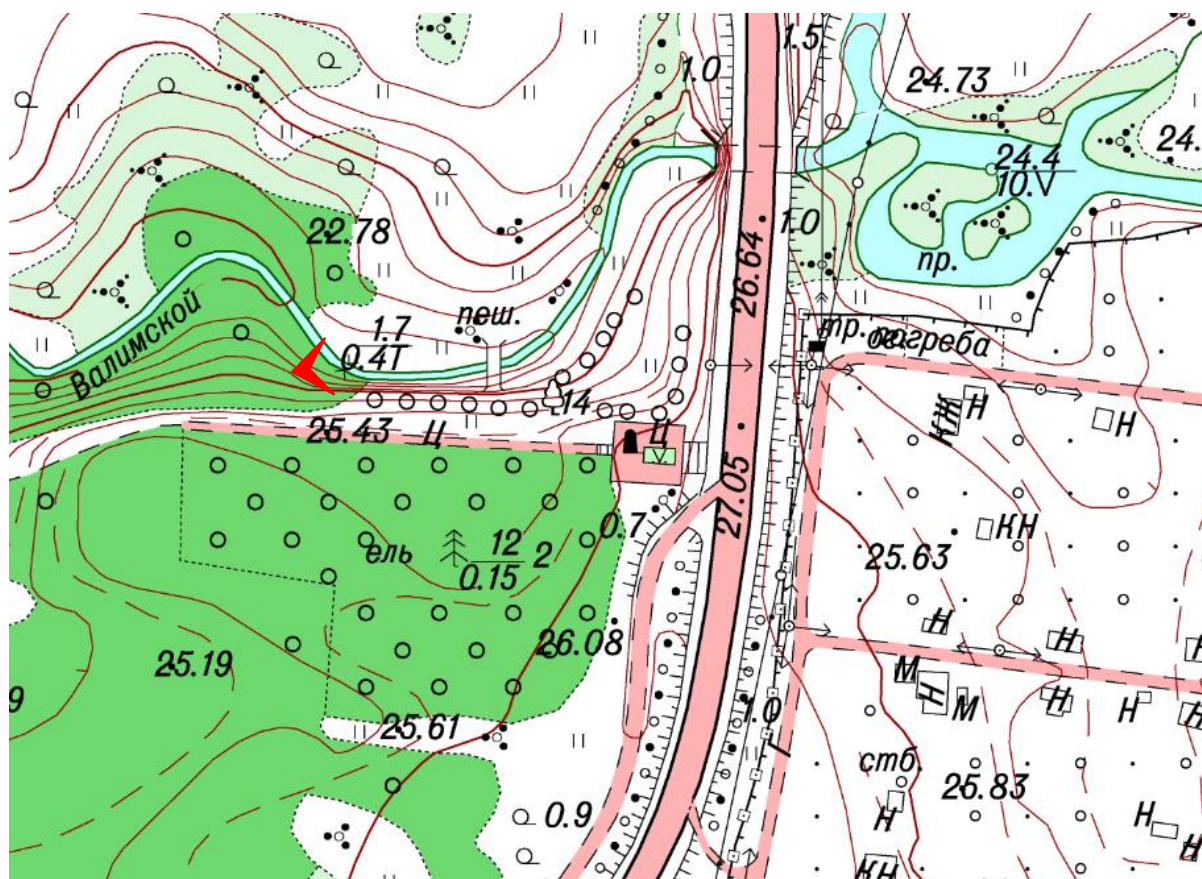 1.5
1.0
24.73
24.
24.4
10.V
1.0
22.78
пр.
26.64
Валимской
пеш.
1.7
0.4Т
тр. погреба
14
КЖ
Н
Н
25.43
Ц
Ц
27.05
0.7
КН
12
0.15
2
ель
25.63
Н
Н
Н
26.08
25.19
М
Н
М
Н
Н
Н
9
25.61
1.0
Г
стб.
25.83
Н
Н
Н
0.9
КН